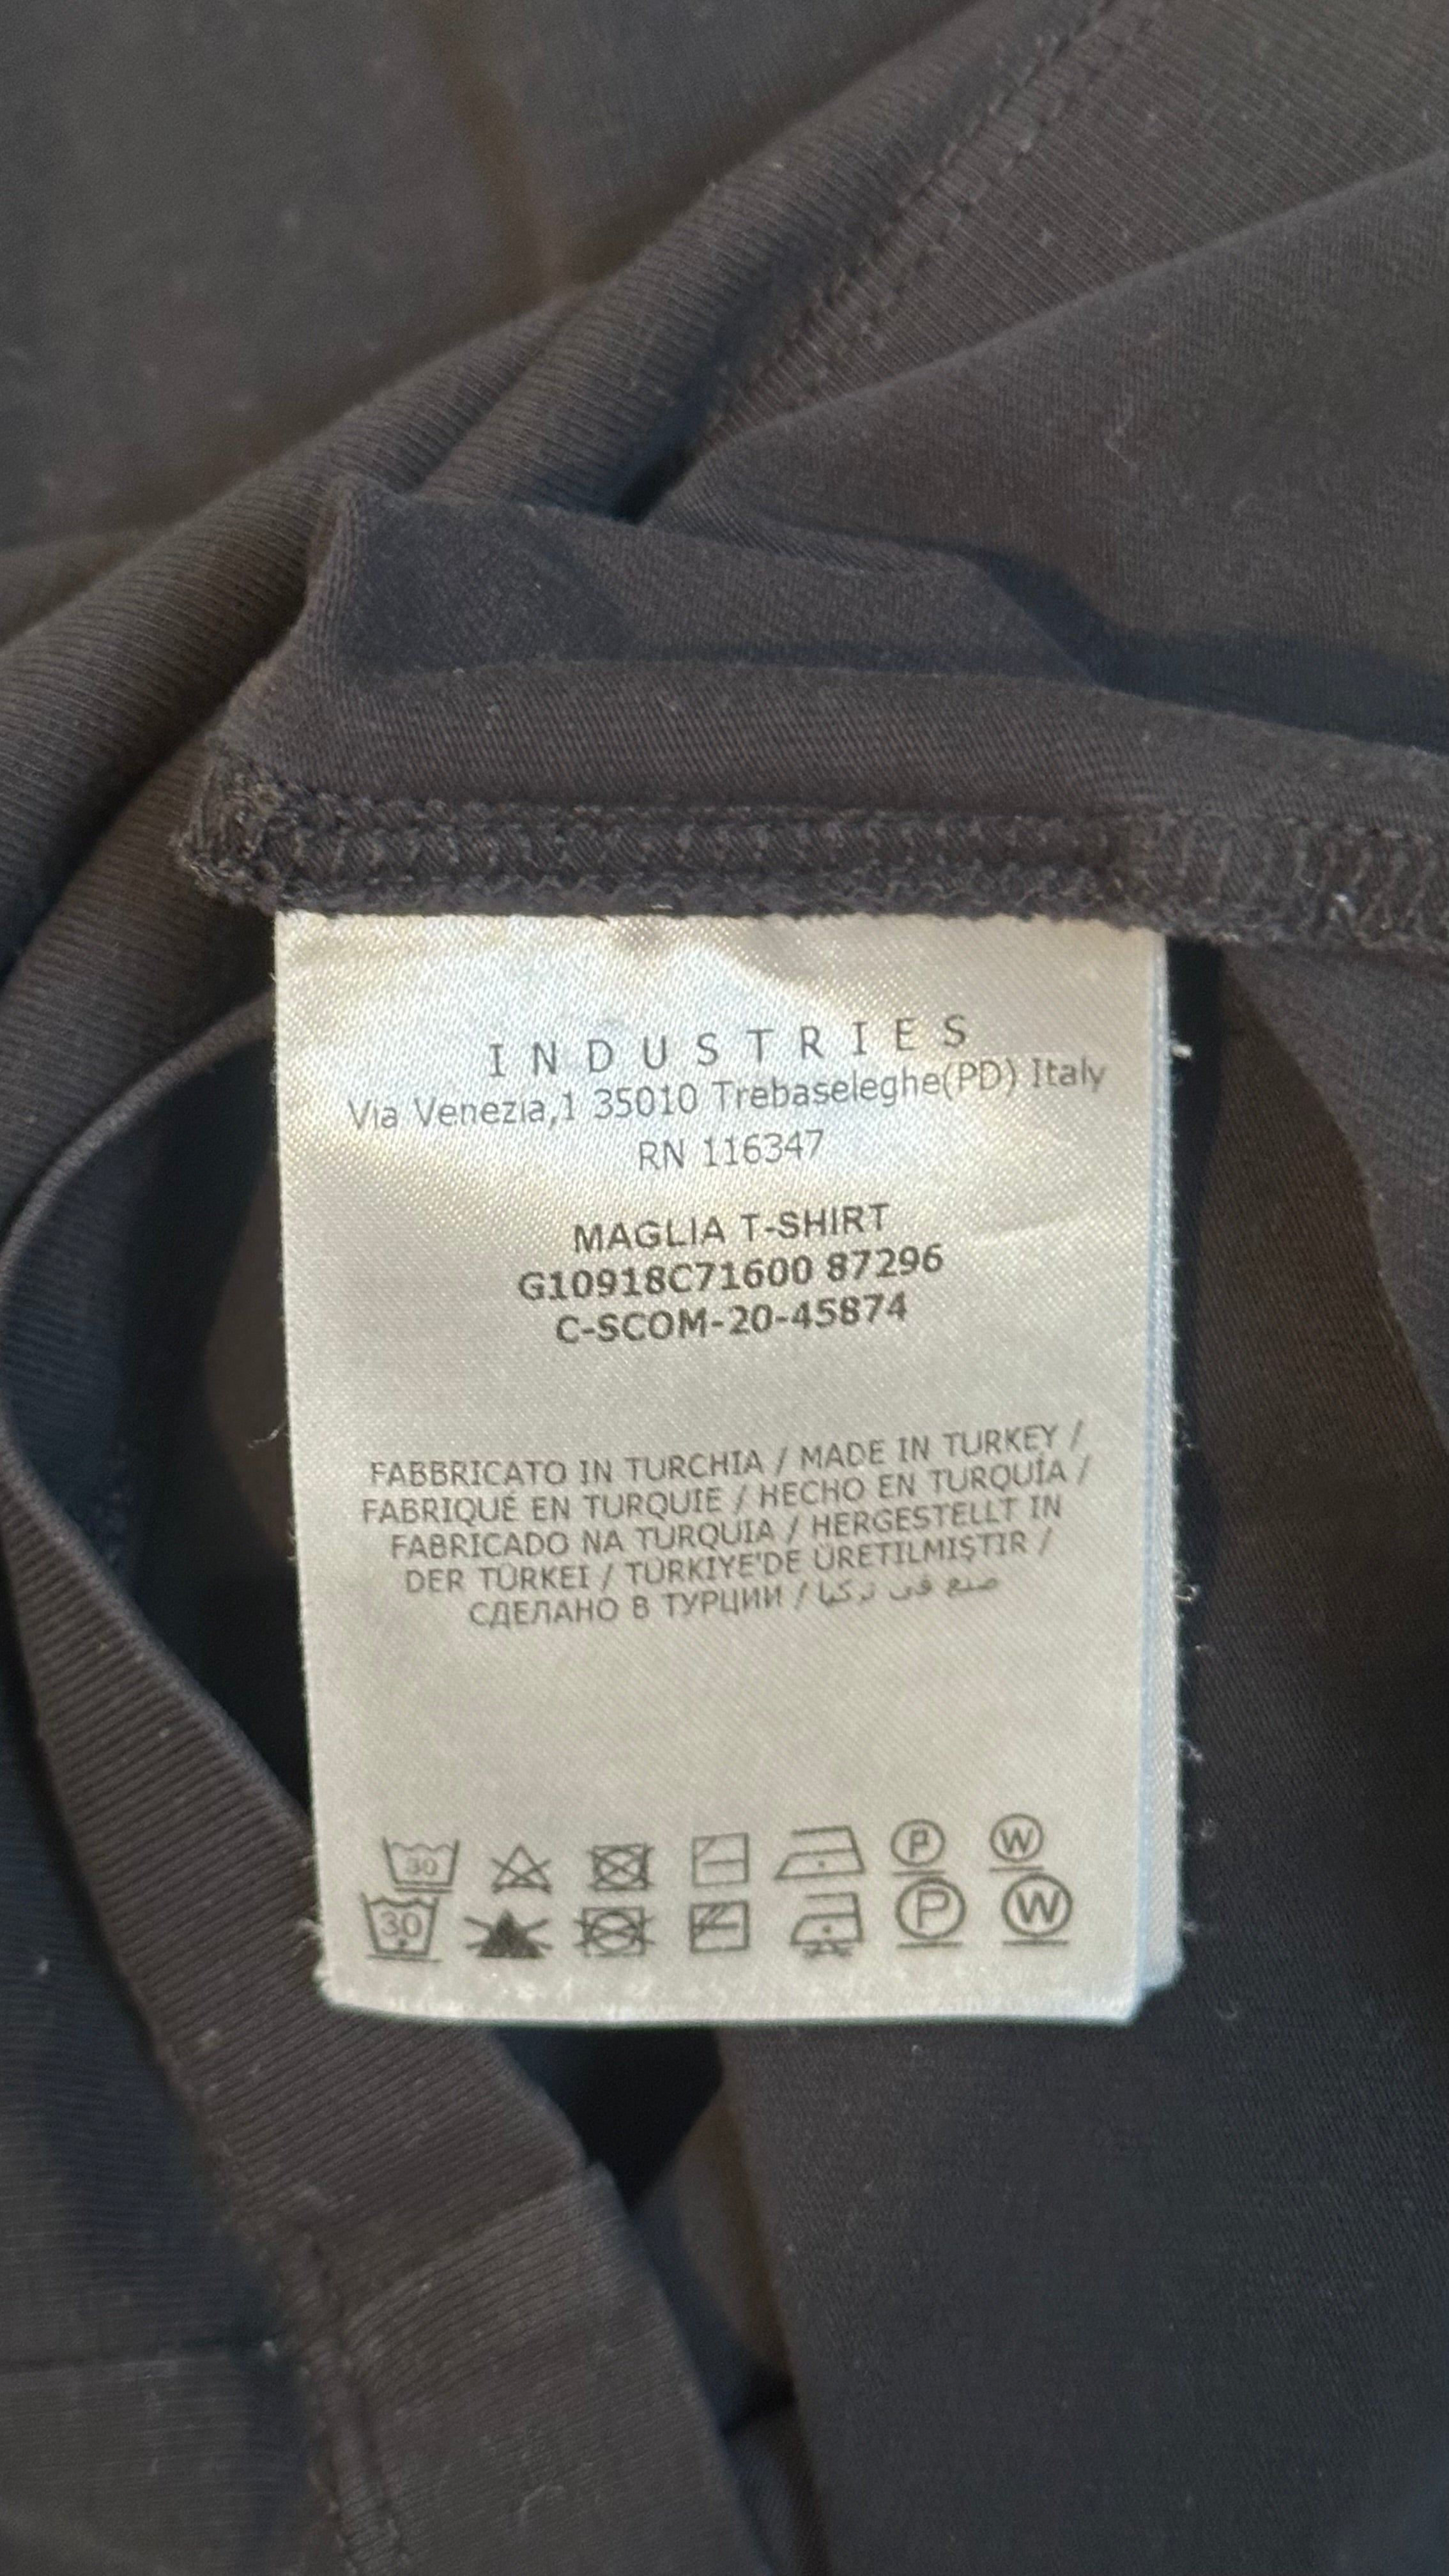 INDUSTRIES
Via Venezia,1 35010 Trebaseleghe(PD) Italy
RN 116347
MAGLIA T-SHIRT
G10918C71600 87296
C-SCOM-20-45874
FABBRICATO IN TURCHIA / MADE IN TURKEY /
FABRIQUÉ EN TURQUIE / HECHO EN TURQUÍA /
FABRICADO NA TURQUIA / HERGESTELLT IN
DER TÜRKEI / TÜRKIYE'DE ÜRETILMIŞTIR /
СДЕЛАНО В ТУРЦИИ / صنع في تركيا
30 P W
30 P W